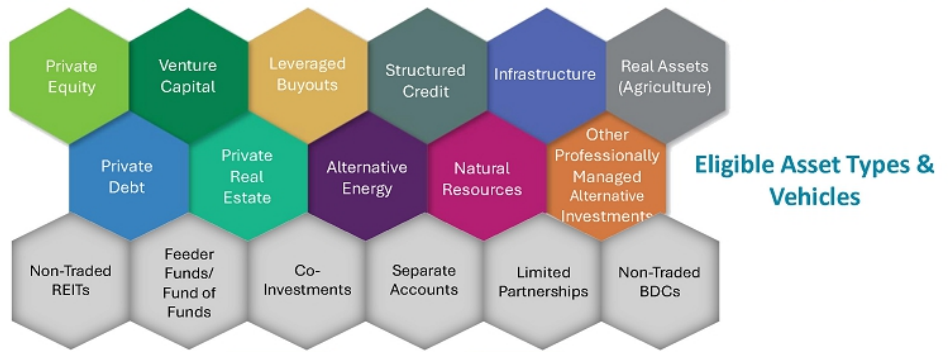 Private
Equity
Venture
Capital
Leveraged
Buyouts
Structured
Credit
Infrastructure
Real Assets
(Agriculture)
Private
Debt
Private
Real
Estate
Alternative
Energy
Natural
Resources
Other
Professionally
Managed
Alternative
Investments
Eligible Asset Types &
Vehicles
Non-Traded
REITs
Feeder
Funds/
Fund of
Funds
Co-
Investments
Separate
Accounts
Limited
Partnerships
Non-Traded
BDCs